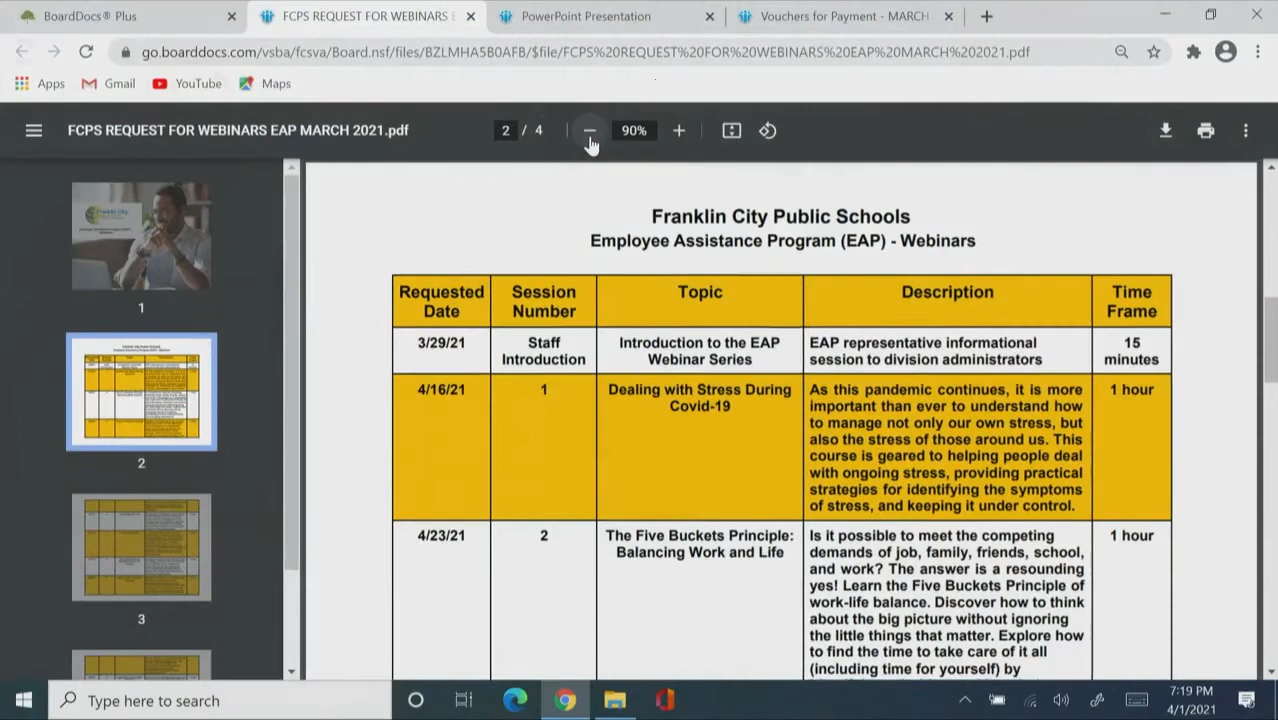 BoardDocs® Plus
FCPS REQUEST FOR WEBINARS E
PowerPoint Presentation
Vouchers for Payment - MARCH
go.boarddocs.com/vsba/fcsva/Board.nsf/files/BZLMHA5B0AFB/$file/FCPS%20REQUEST%20FOR%20WEBINARS%20EAP%20MARCH%202021.pdf
Apps
Gmail
YouTube
Maps
FCPS REQUEST FOR WEBINARS EAP MARCH 2021.pdf
2 / 4
90%
1
2
3
Franklin City Public Schools
Employee Assistance Program (EAP) - Webinars
Requested
Date
Session
Number
Topic
Description
Time
Frame
3/29/21
Staff
Introduction
Introduction to the EAP
Webinar Series
EAP representative informational
session to division administrators
15
minutes
4/16/21
1
Dealing with Stress During
Covid-19
As this pandemic continues, it is more
important than ever to understand how
to manage not only our own stress, but
also the stress of those around us. This
course is geared to helping people deal
with ongoing stress, providing practical
strategies for identifying the symptoms
of stress, and keeping it under control.
1 hour
4/23/21
2
The Five Buckets Principle:
Balancing Work and Life
Is it possible to meet the competing
demands of job, family, friends, school,
and work? The answer is a resounding
yes! Learn the Five Buckets Principle of
work-life balance. Discover how to think
about the big picture without ignoring
the little things that matter. Explore how
to find the time to take care of it all
(including time for yourself) by
1 hour
Type here to search
7:19 PM
4/1/2021